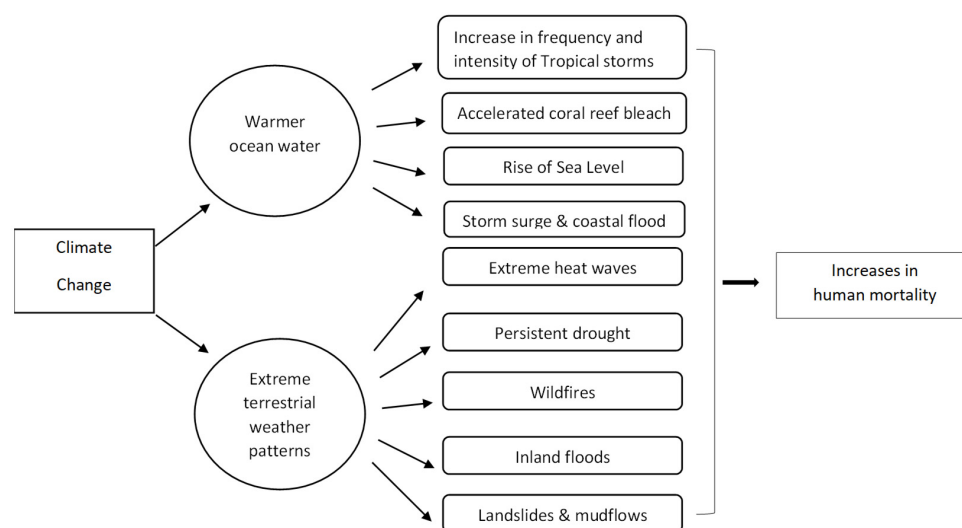 Increase in frequency and
intensity of Tropical storms
Warmer
ocean water
Accelerated coral reef bleach
Rise of Sea Level
Storm surge & coastal flood
Climate
Change
Extreme heat waves
Increases in
human mortality
Persistent drought
Extreme
terrestrial
weather
patterns
Wildfires
Inland floods
Landslides & mudflows